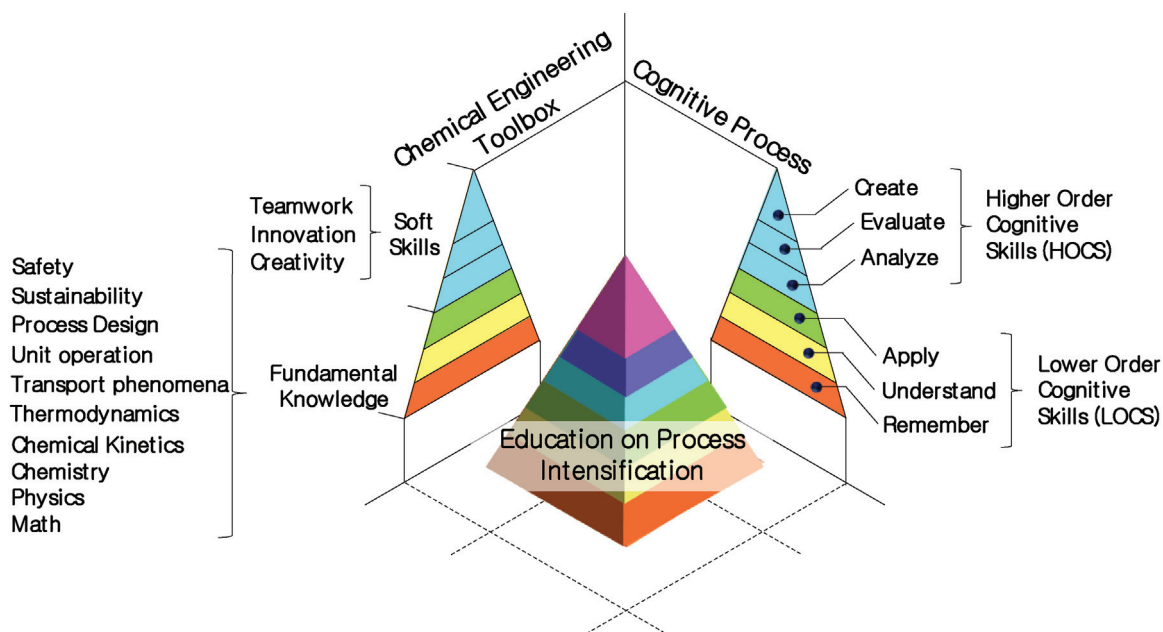 Chemical Engineering
Toolbox
Cognitive Process
Teamwork
Innovation
Creativity
Soft
Skills
Safety
Sustainability
Process Design
Unit operation
Transport phenomena
Thermodynamics
Chemical Kinetics
Chemistry
Physics
Math
Fundamental
Knowledge
Education on Process
Intensification
Create
Evaluate
Analyze
Higher Order
Cognitive
Skills (HOCS)
Apply
Understand
Remember
Lower Order
Cognitive
Skills (LOCS)